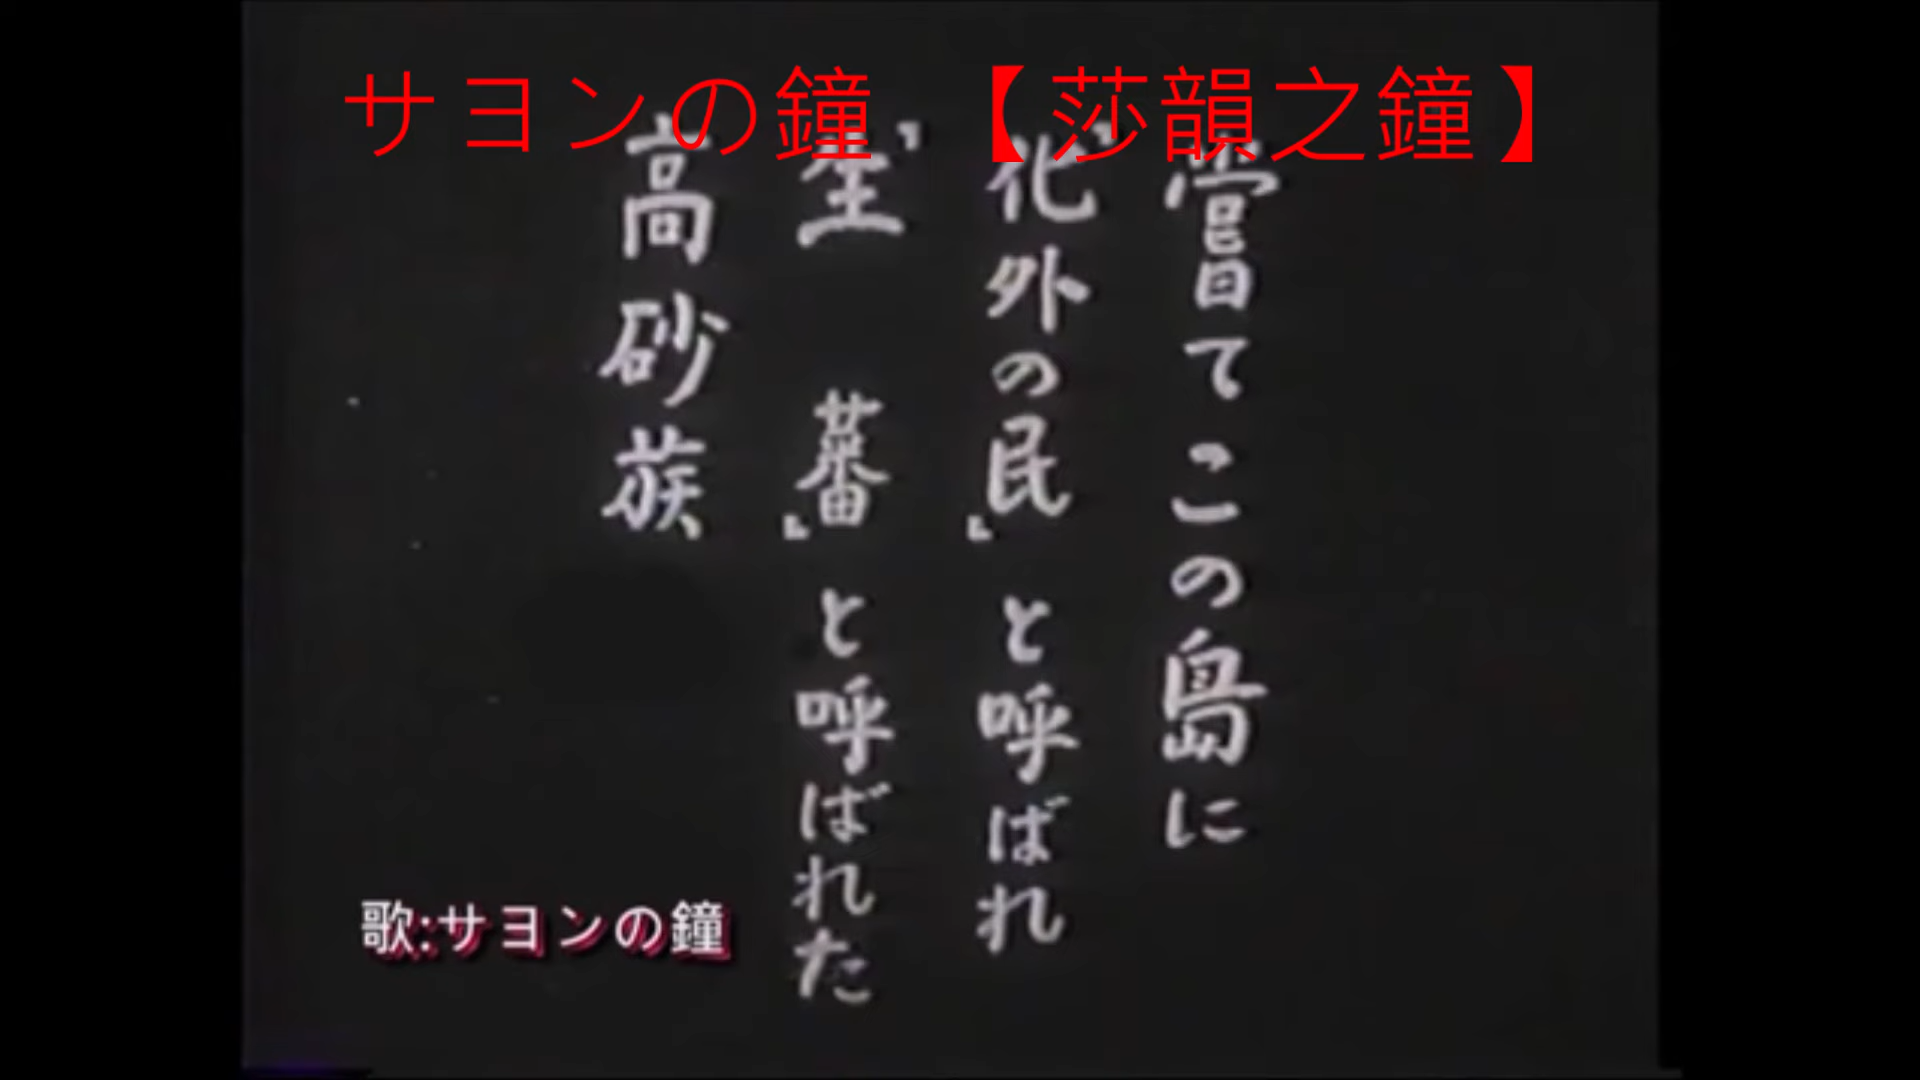 サヨンの鐘 【莎韻之鐘】
嘗てこの島に
「化外の民」と呼ばれ
「生 蕃」と呼ばれた
高砂族
歌:サヨンの鐘